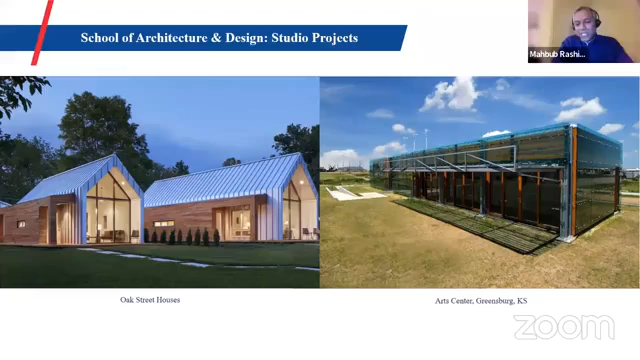 School of Architecture & Design: Studio Projects
Mahbub Rashi...
Oak Street Houses
Arts Center, Greensburg, KS
zoom